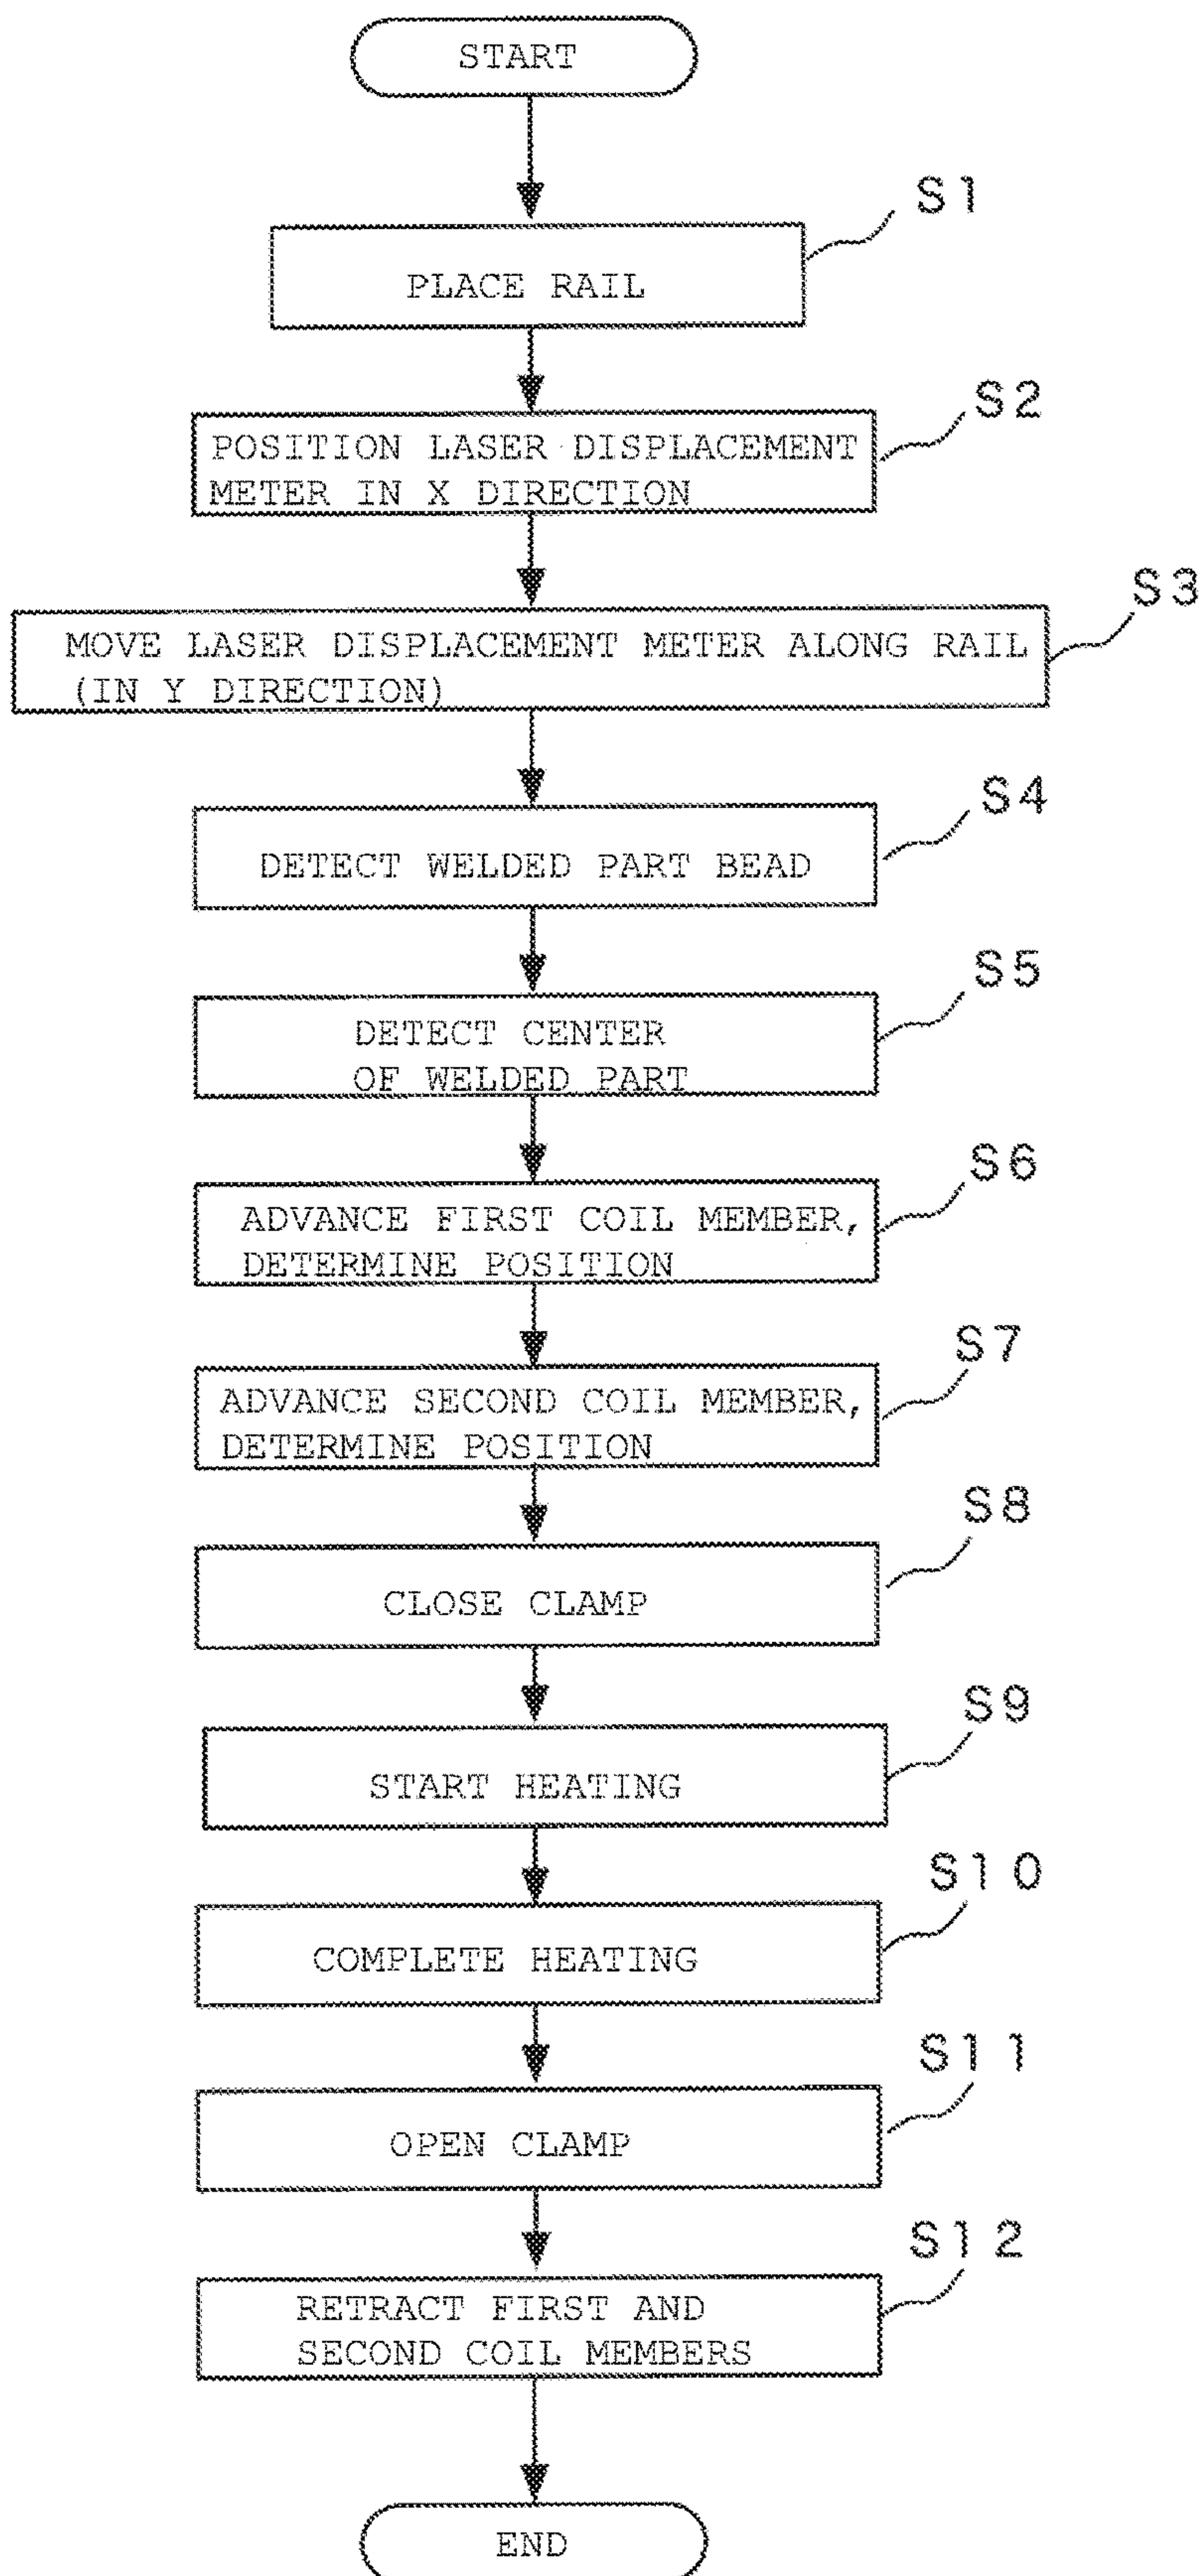 START
S1
PLACE RAIL
S2
POSITION LASER DISPLACEMENT
METER IN X DIRECTION
S3
MOVE LASER DISPLACEMENT METER ALONG RAIL
(IN Y DIRECTION)
S4
DETECT WELDED PART BEAD
S5
DETECT CENTER
OF WELDED PART
S6
ADVANCE FIRST COIL MEMBER,
DETERMINE POSITION
S7
ADVANCE SECOND COIL MEMBER,
DETERMINE POSITION
S8
CLOSE CLAMP
S9
START HEATING
S10
COMPLETE HEATING
S11
OPEN CLAMP
S12
RETRACT FIRST AND
SECOND COIL MEMBERS
END